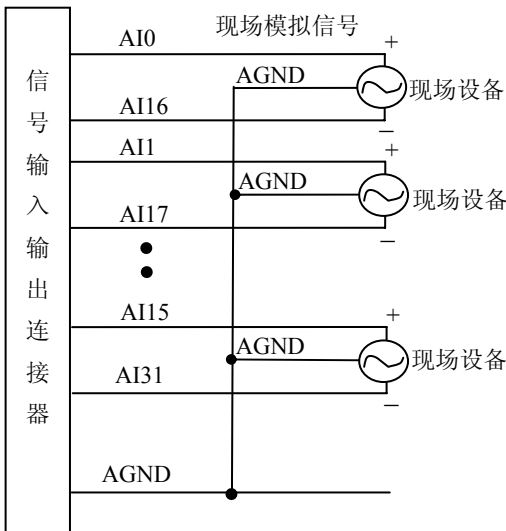 信号输入输出连接器
现场模拟信号
AI0
+
AGND
现场设备
AI16
−
AI1
+
AGND
现场设备
AI17
−
AI15
+
AGND
现场设备
AI31
−
AGND